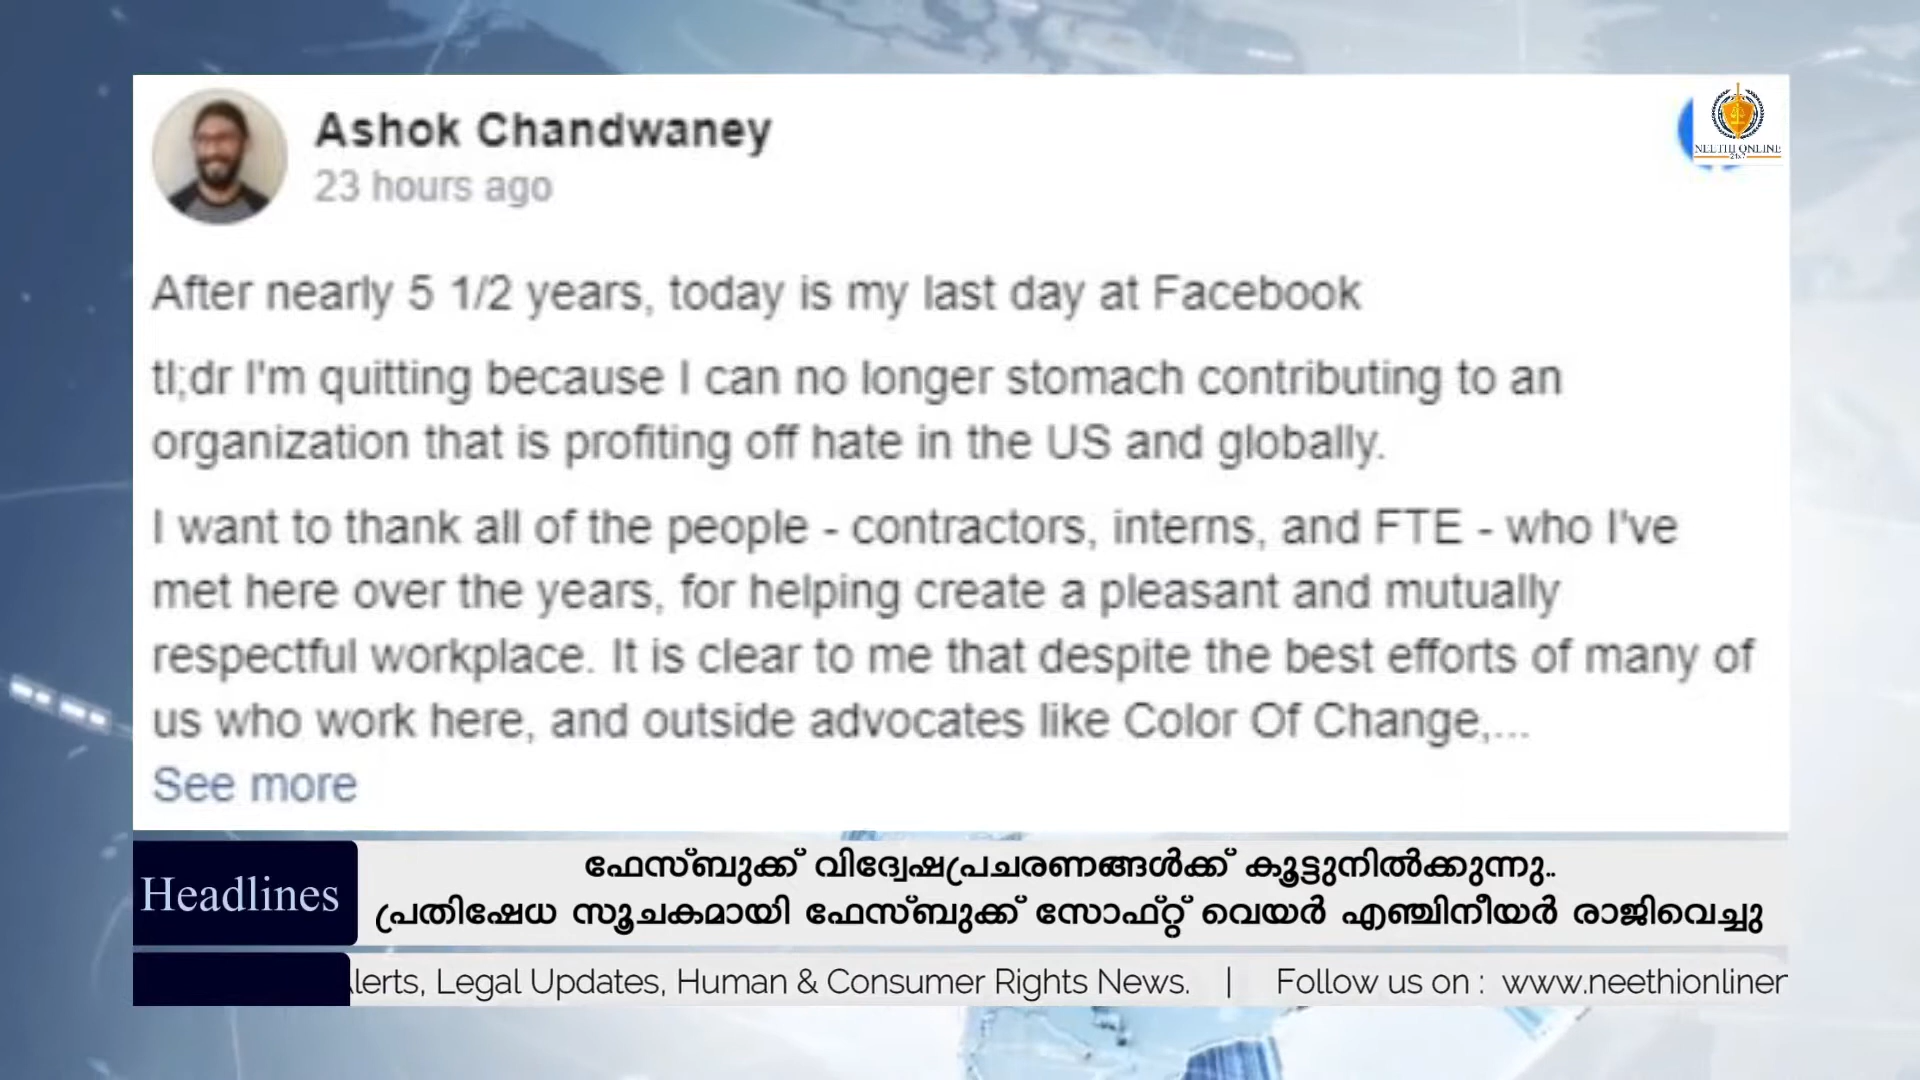 Ashok Chandwaney
23 hours ago
NEETHI ONLINE
24x7
After nearly 5 1/2 years, today is my last day at Facebook
tl;dr I'm quitting because I can no longer stomach contributing to an
organization that is profiting off hate in the US and globally.
I want to thank all of the people - contractors, interns, and FTE - who I've
met here over the years, for helping create a pleasant and mutually
respectful workplace. It is clear to me that despite the best efforts of many of
us who work here, and outside advocates like Color Of Change,...
See more
Headlines
ഫേസ്ബുക്ക് വിദ്വേഷപ്രചരണങ്ങൾക്ക് കൂട്ടുനിൽക്കുന്നു..
പ്രതിഷേധ സൂചകമായി ഫേസ്ബുക്ക് സോഫ്റ്റ് വെയർ എഞ്ചിനീയർ രാജിവെച്ചു
lerts, Legal Updates, Human & Consumer Rights News. | Follow us on : www.neethionliner